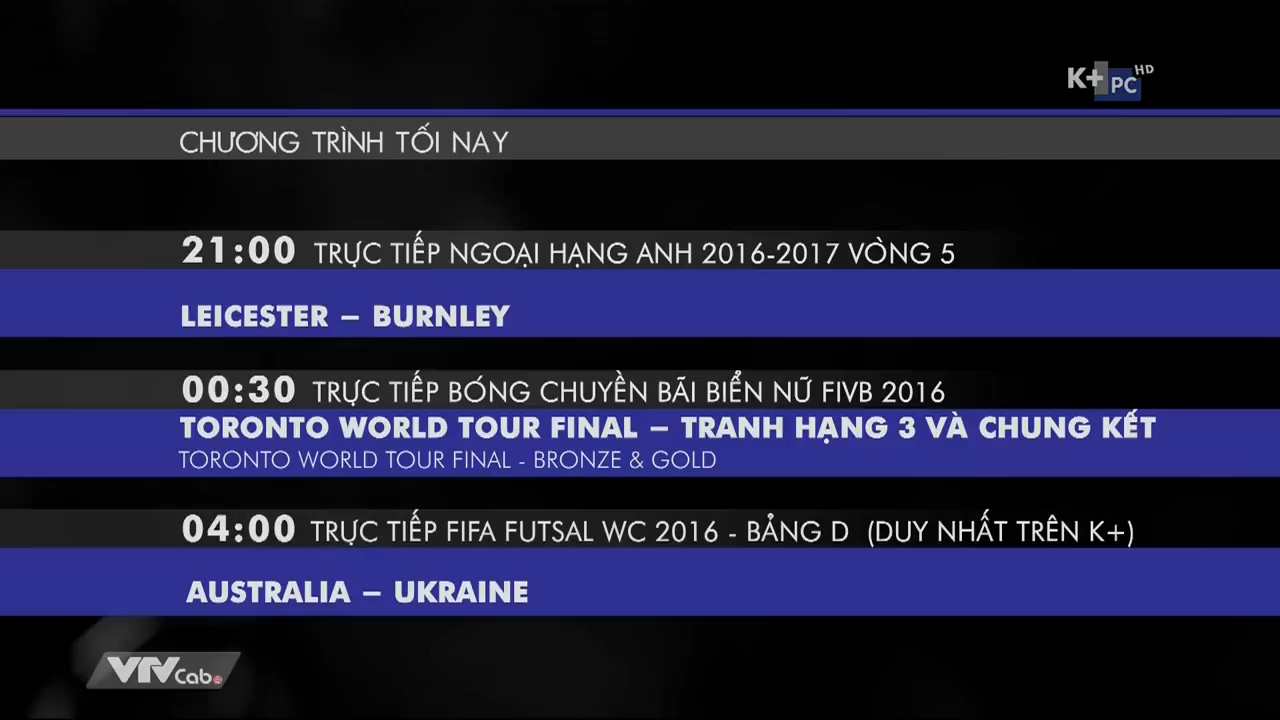 K+ PC HD
CHƯƠNG TRÌNH TỐI NAY
21:00 TRỰC TIẾP NGOẠI HẠNG ANH 2016-2017 VÒNG 5
LEICESTER – BURNLEY
00:30 TRỰC TIẾP BÓNG CHUYỀN BÃI BIỂN NỮ FIVB 2016
TORONTO WORLD TOUR FINAL – TRANH HẠNG 3 VÀ CHUNG KẾT
TORONTO WORLD TOUR FINAL - BRONZE & GOLD
04:00 TRỰC TIẾP FIFA FUTSAL WC 2016 - BẢNG D (DUY NHẤT TRÊN K+)
AUSTRALIA – UKRAINE
VTVCab